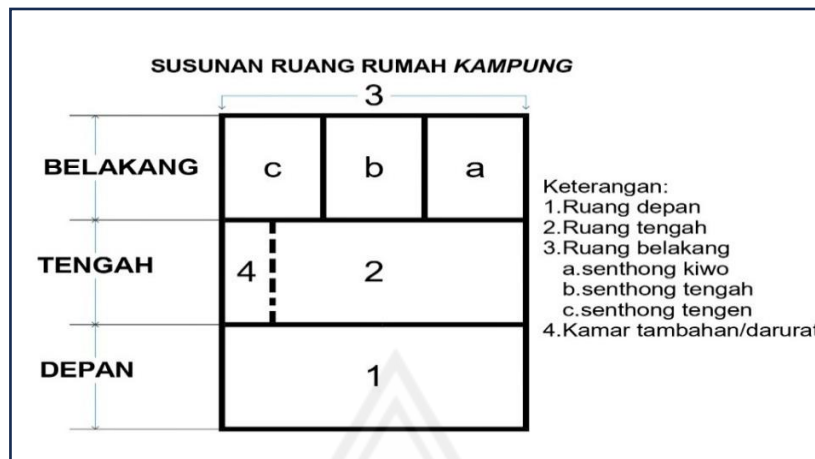 SUSUNAN RUANG RUMAH KAMPUNG
3
BELAKANG
c
b
a
TENGAH
4
2
DEPAN
1
Keterangan:
1.Ruang depan
2.Ruang tengah
3.Ruang belakang
a.senthong kiwo
b.senthong tengah
c.senthong tengen
4.Kamar tambahan/darurat